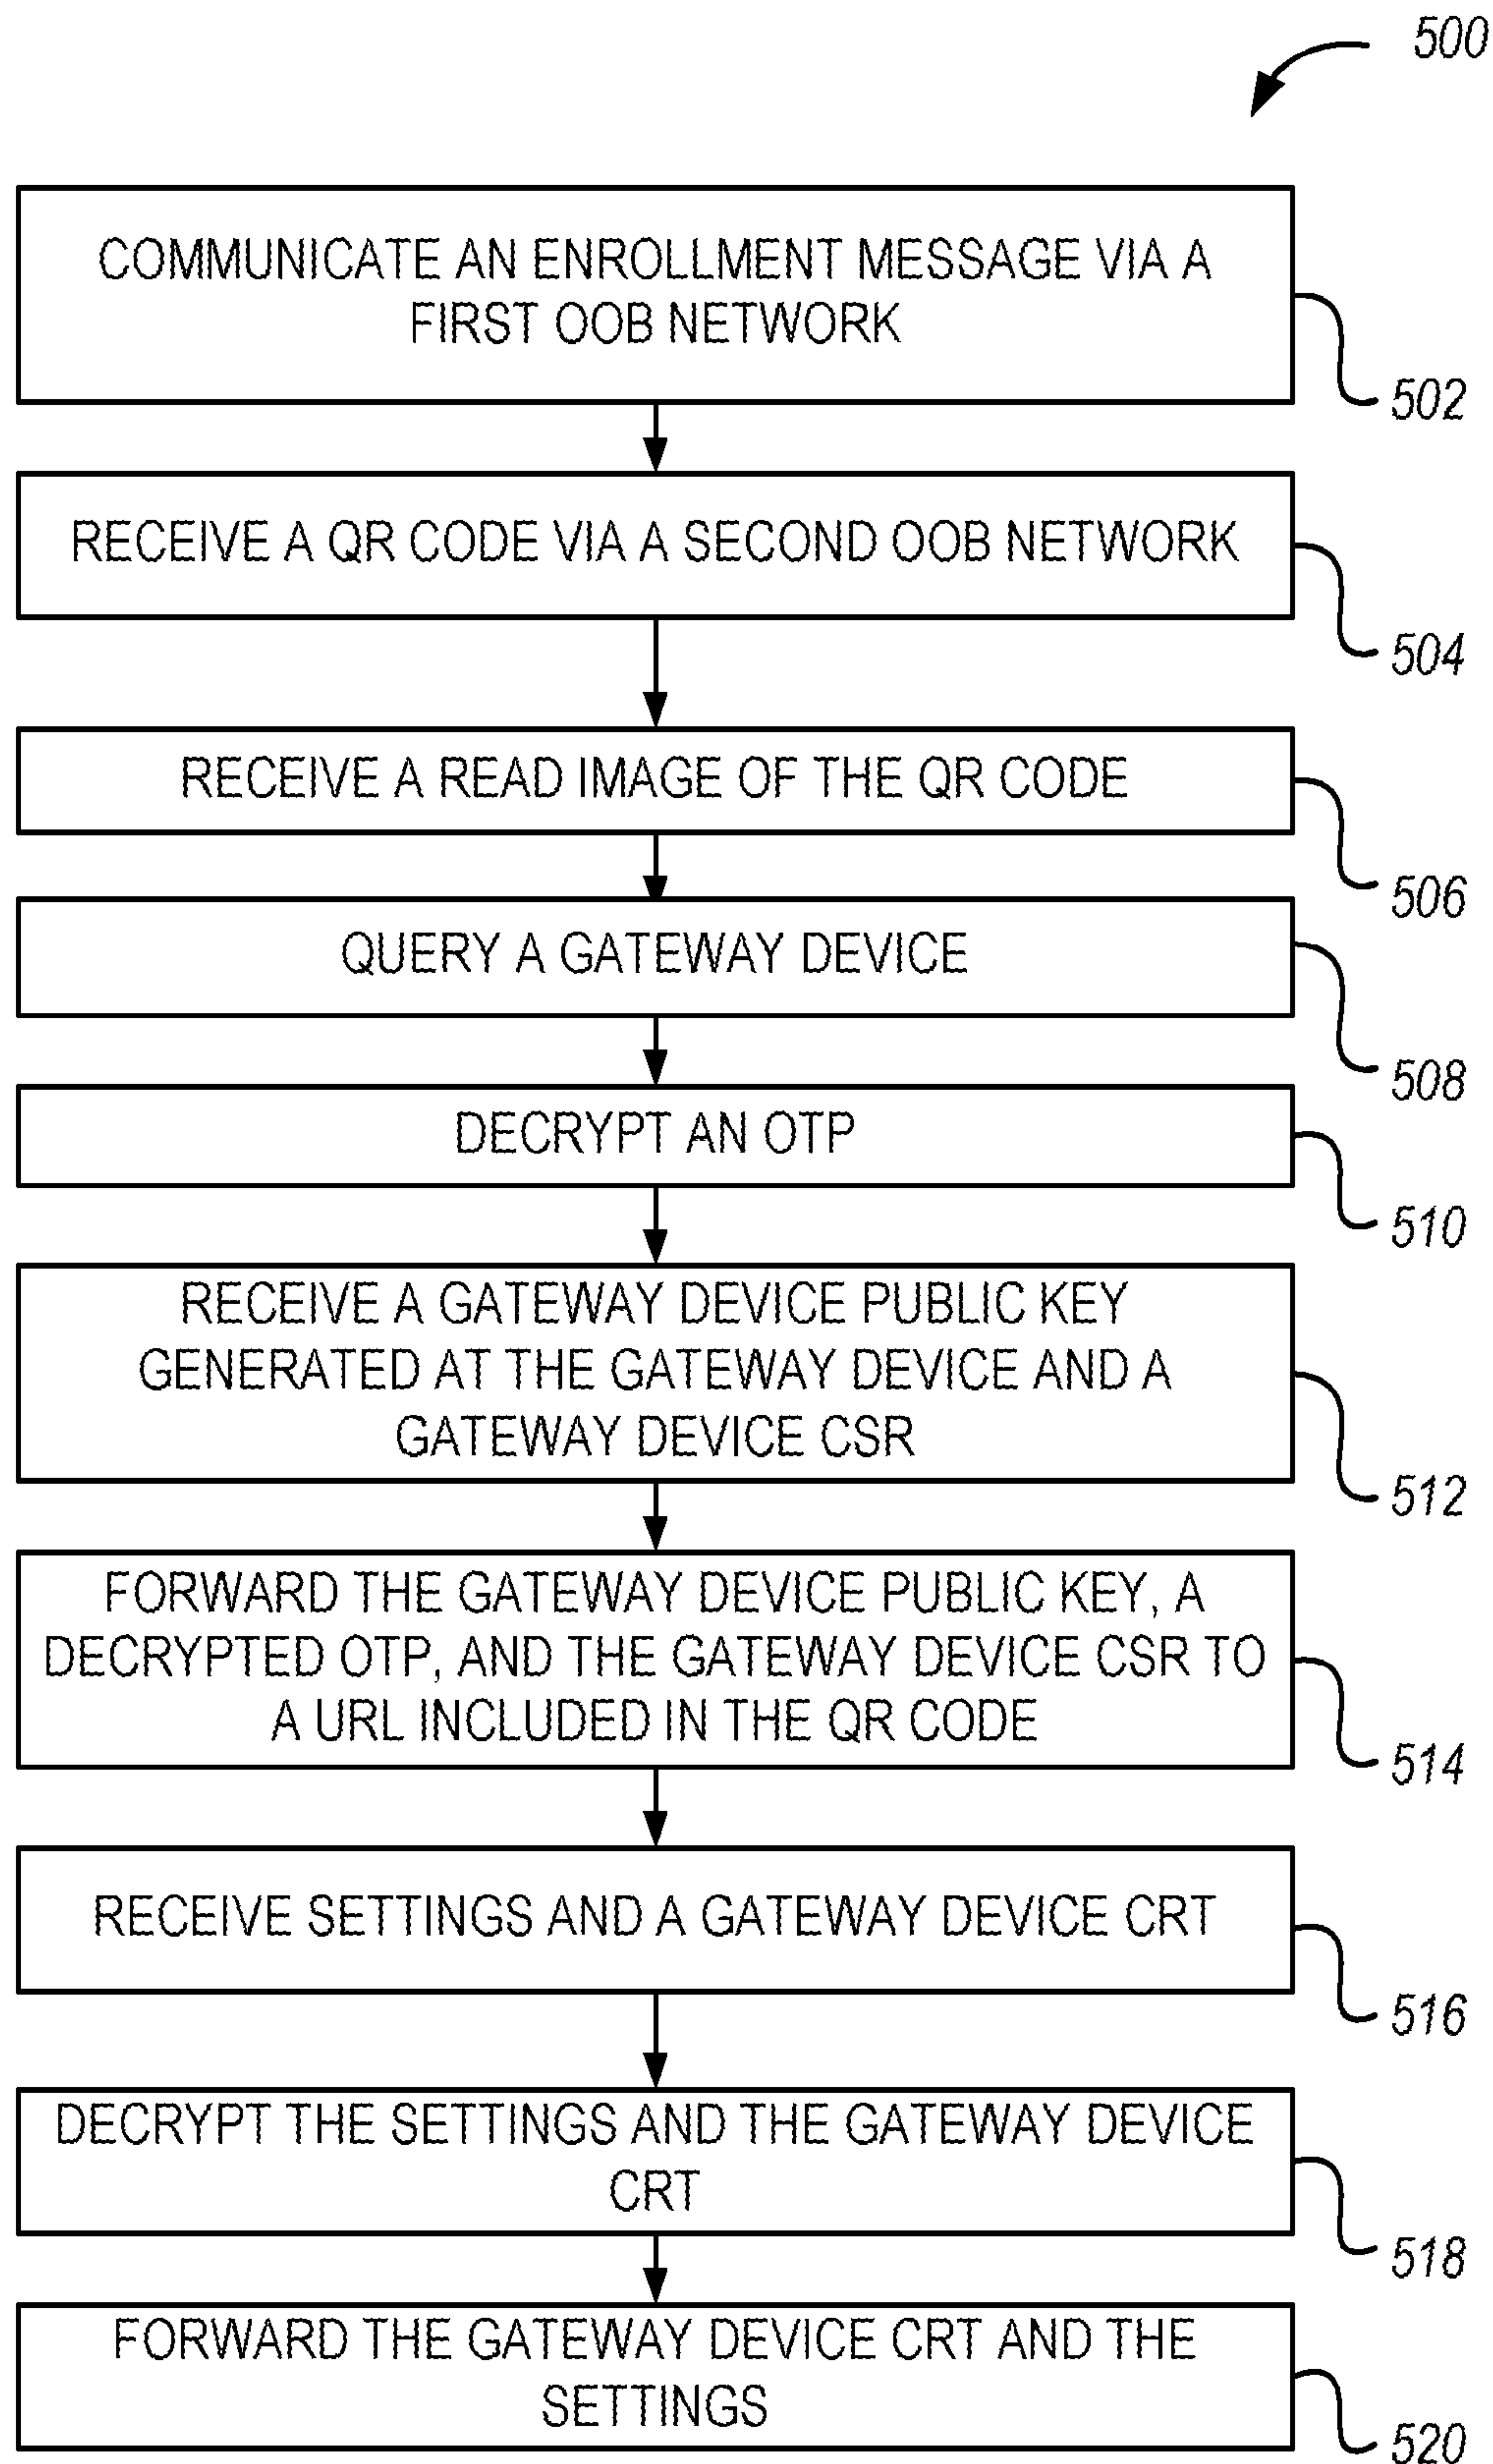 500
COMMUNICATE AN ENROLLMENT MESSAGE VIA A
FIRST OOB NETWORK
502
RECEIVE A QR CODE VIA A SECOND OOB NETWORK
504
RECEIVE A READ IMAGE OF THE QR CODE
506
QUERY A GATEWAY DEVICE
508
DECRYPT AN OTP
510
RECEIVE A GATEWAY DEVICE PUBLIC KEY
GENERATED AT THE GATEWAY DEVICE AND A
GATEWAY DEVICE CSR
512
FORWARD THE GATEWAY DEVICE PUBLIC KEY, A
DECRYPTED OTP, AND THE GATEWAY DEVICE CSR TO
A URL INCLUDED IN THE QR CODE
514
RECEIVE SETTINGS AND A GATEWAY DEVICE CRT
516
DECRYPT THE SETTINGS AND THE GATEWAY DEVICE
CRT
518
FORWARD THE GATEWAY DEVICE CRT AND THE
SETTINGS
520